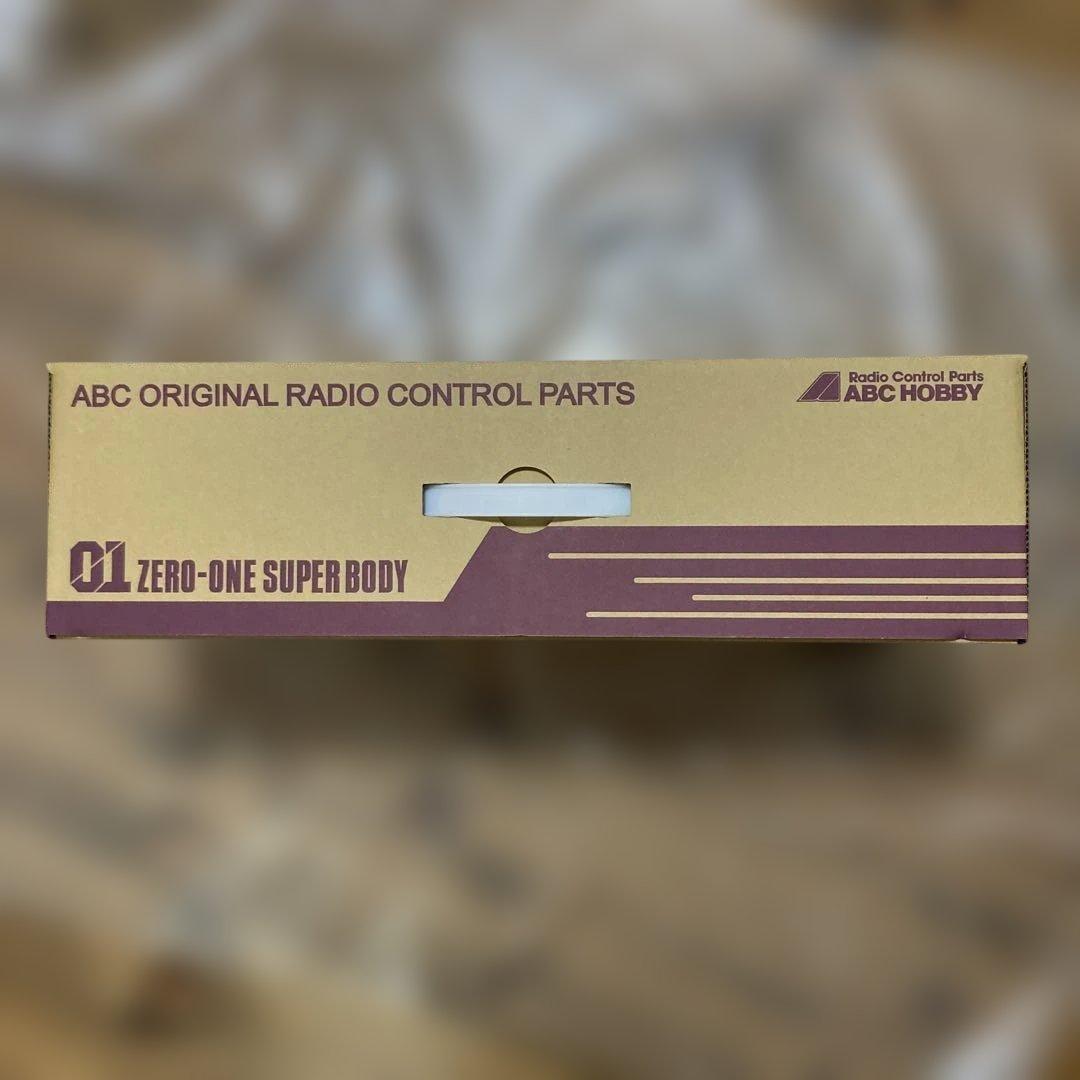 ABC ORIGINAL RADIO CONTROL PARTS
Radio Control Parts
ABC HOBBY
01 ZERO-ONE SUPER BODY